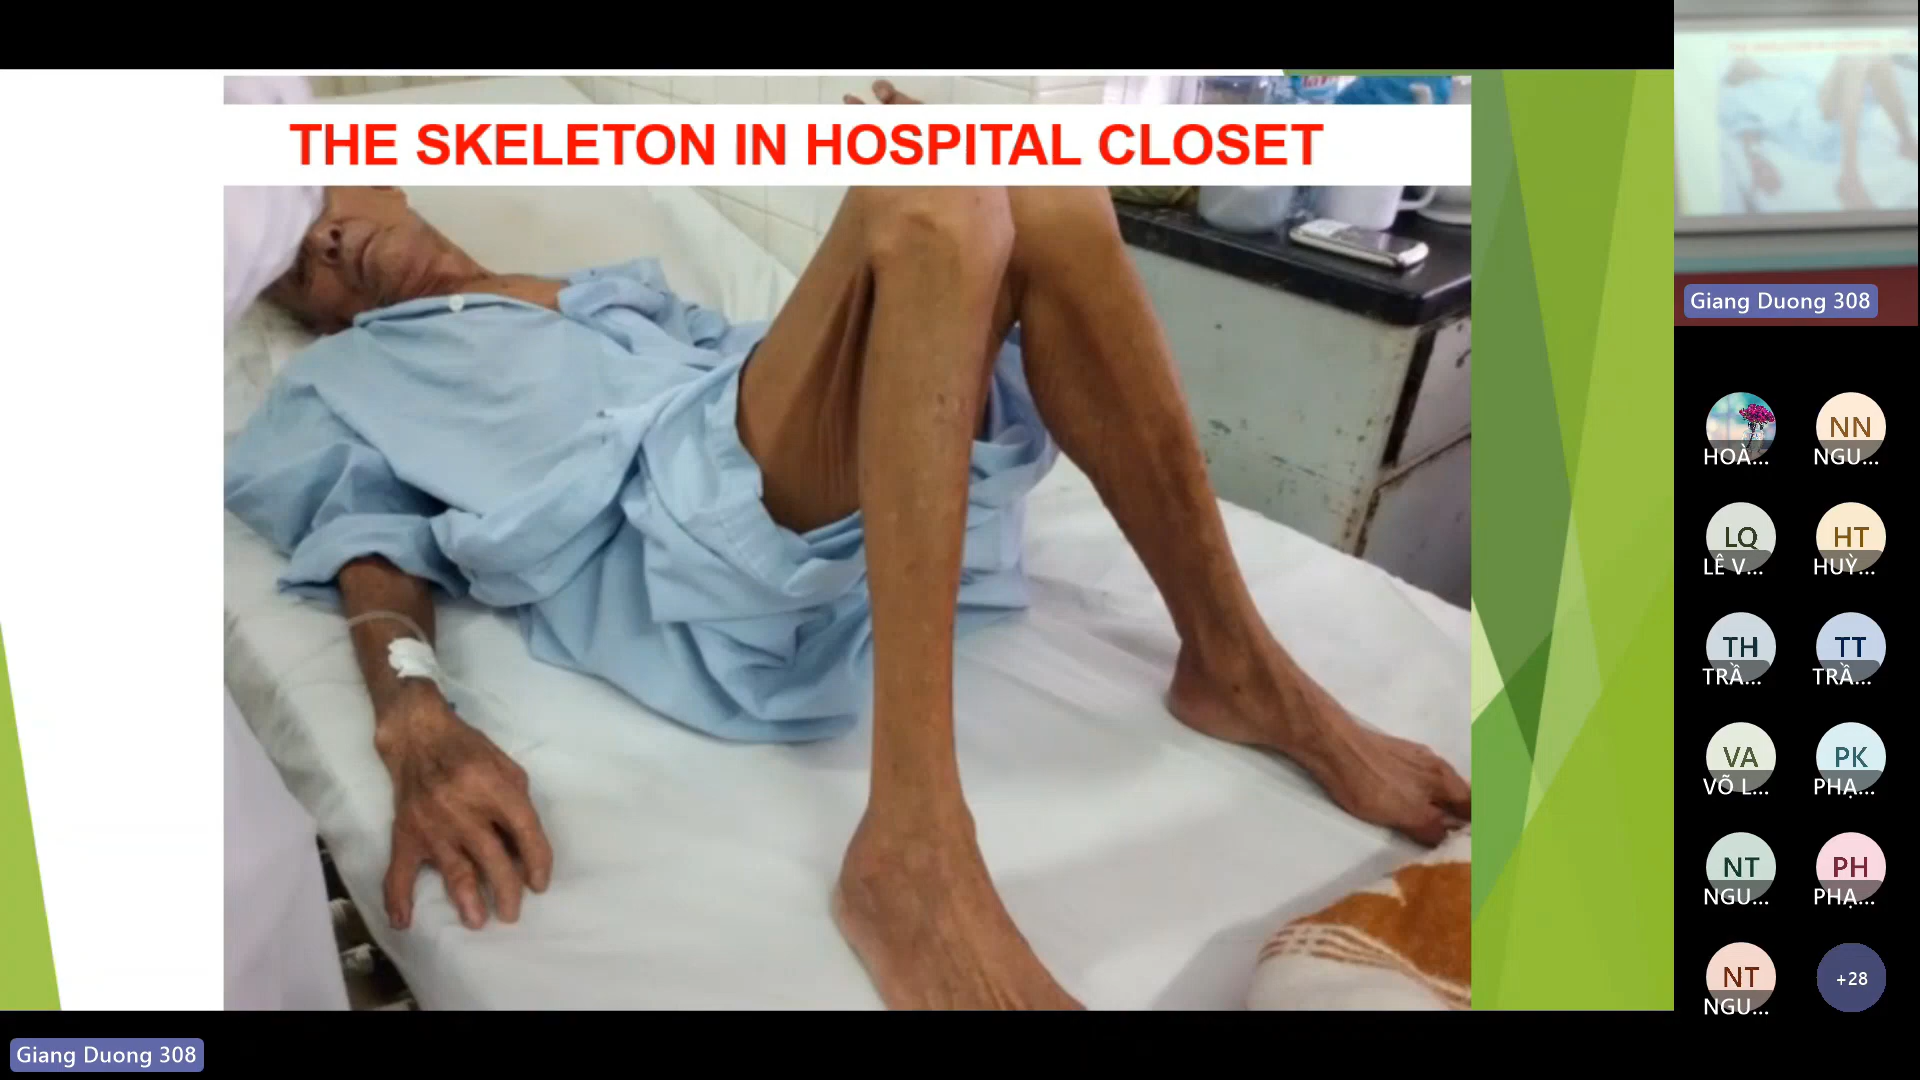 THE SKELETON IN HOSPITAL CLOSET
Giang Duong 308
HOÀ...
NN
NGU...
LQ
LÊ V...
HT
HUỲ...
TH
TRẦ...
TT
TRẦ...
VA
VÕ L...
PK
PHẠ...
NT
NGU...
PH
PHẠ...
NT
NGU...
+28
Giang Duong 308